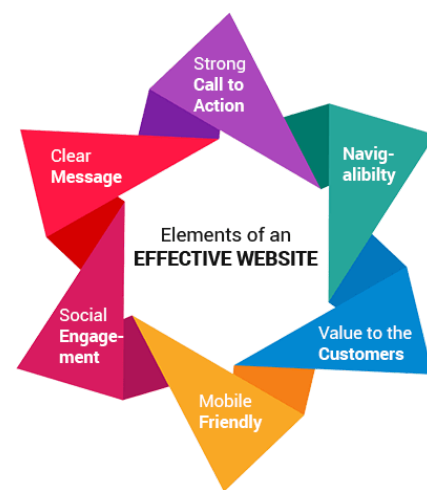 Strong
Call to
Action
Navig-
alibilty
Value to the
Customers
Mobile
Friendly
Social
Engage-
ment
Clear
Message
Elements of an
EFFECTIVE WEBSITE